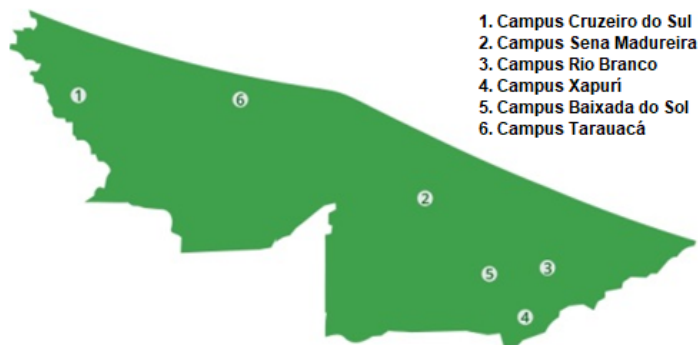 1. Campus Cruzeiro do Sul
2. Campus Sena Madureira
3. Campus Rio Branco
4. Campus Xapurí
5. Campus Baixada do Sol
6. Campus Tarauacá
1
6
2
5
3
4